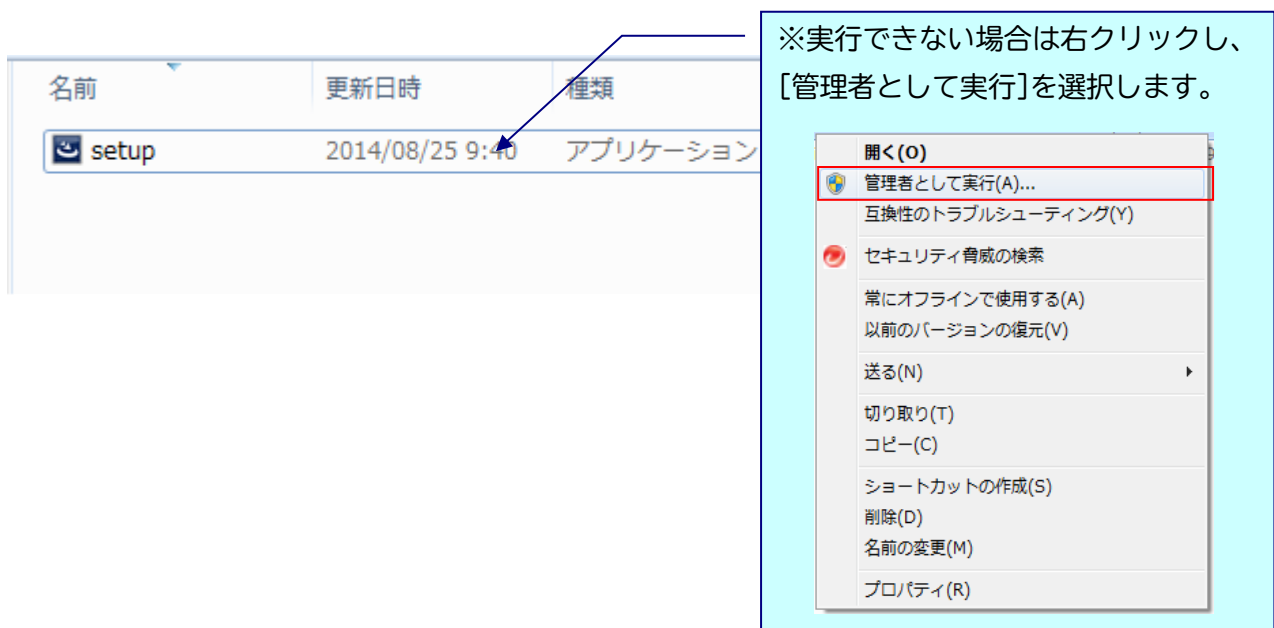 ※実行できない場合は右クリックし、
[管理者として実行]を選択します。
名前 更新日時 種類
setup 2014/08/25 9:40 アプリケーション
開く(O)
管理者として実行(A)...
互換性のトラブルシューティング(Y)
セキュリティ脅威の検索
常にオフラインで使用する(A)
以前のバージョンの復元(V)
送る(N)
切り取り(T)
コピー(C)
ショートカットの作成(S)
削除(D)
名前の変更(M)
プロパティ(R)